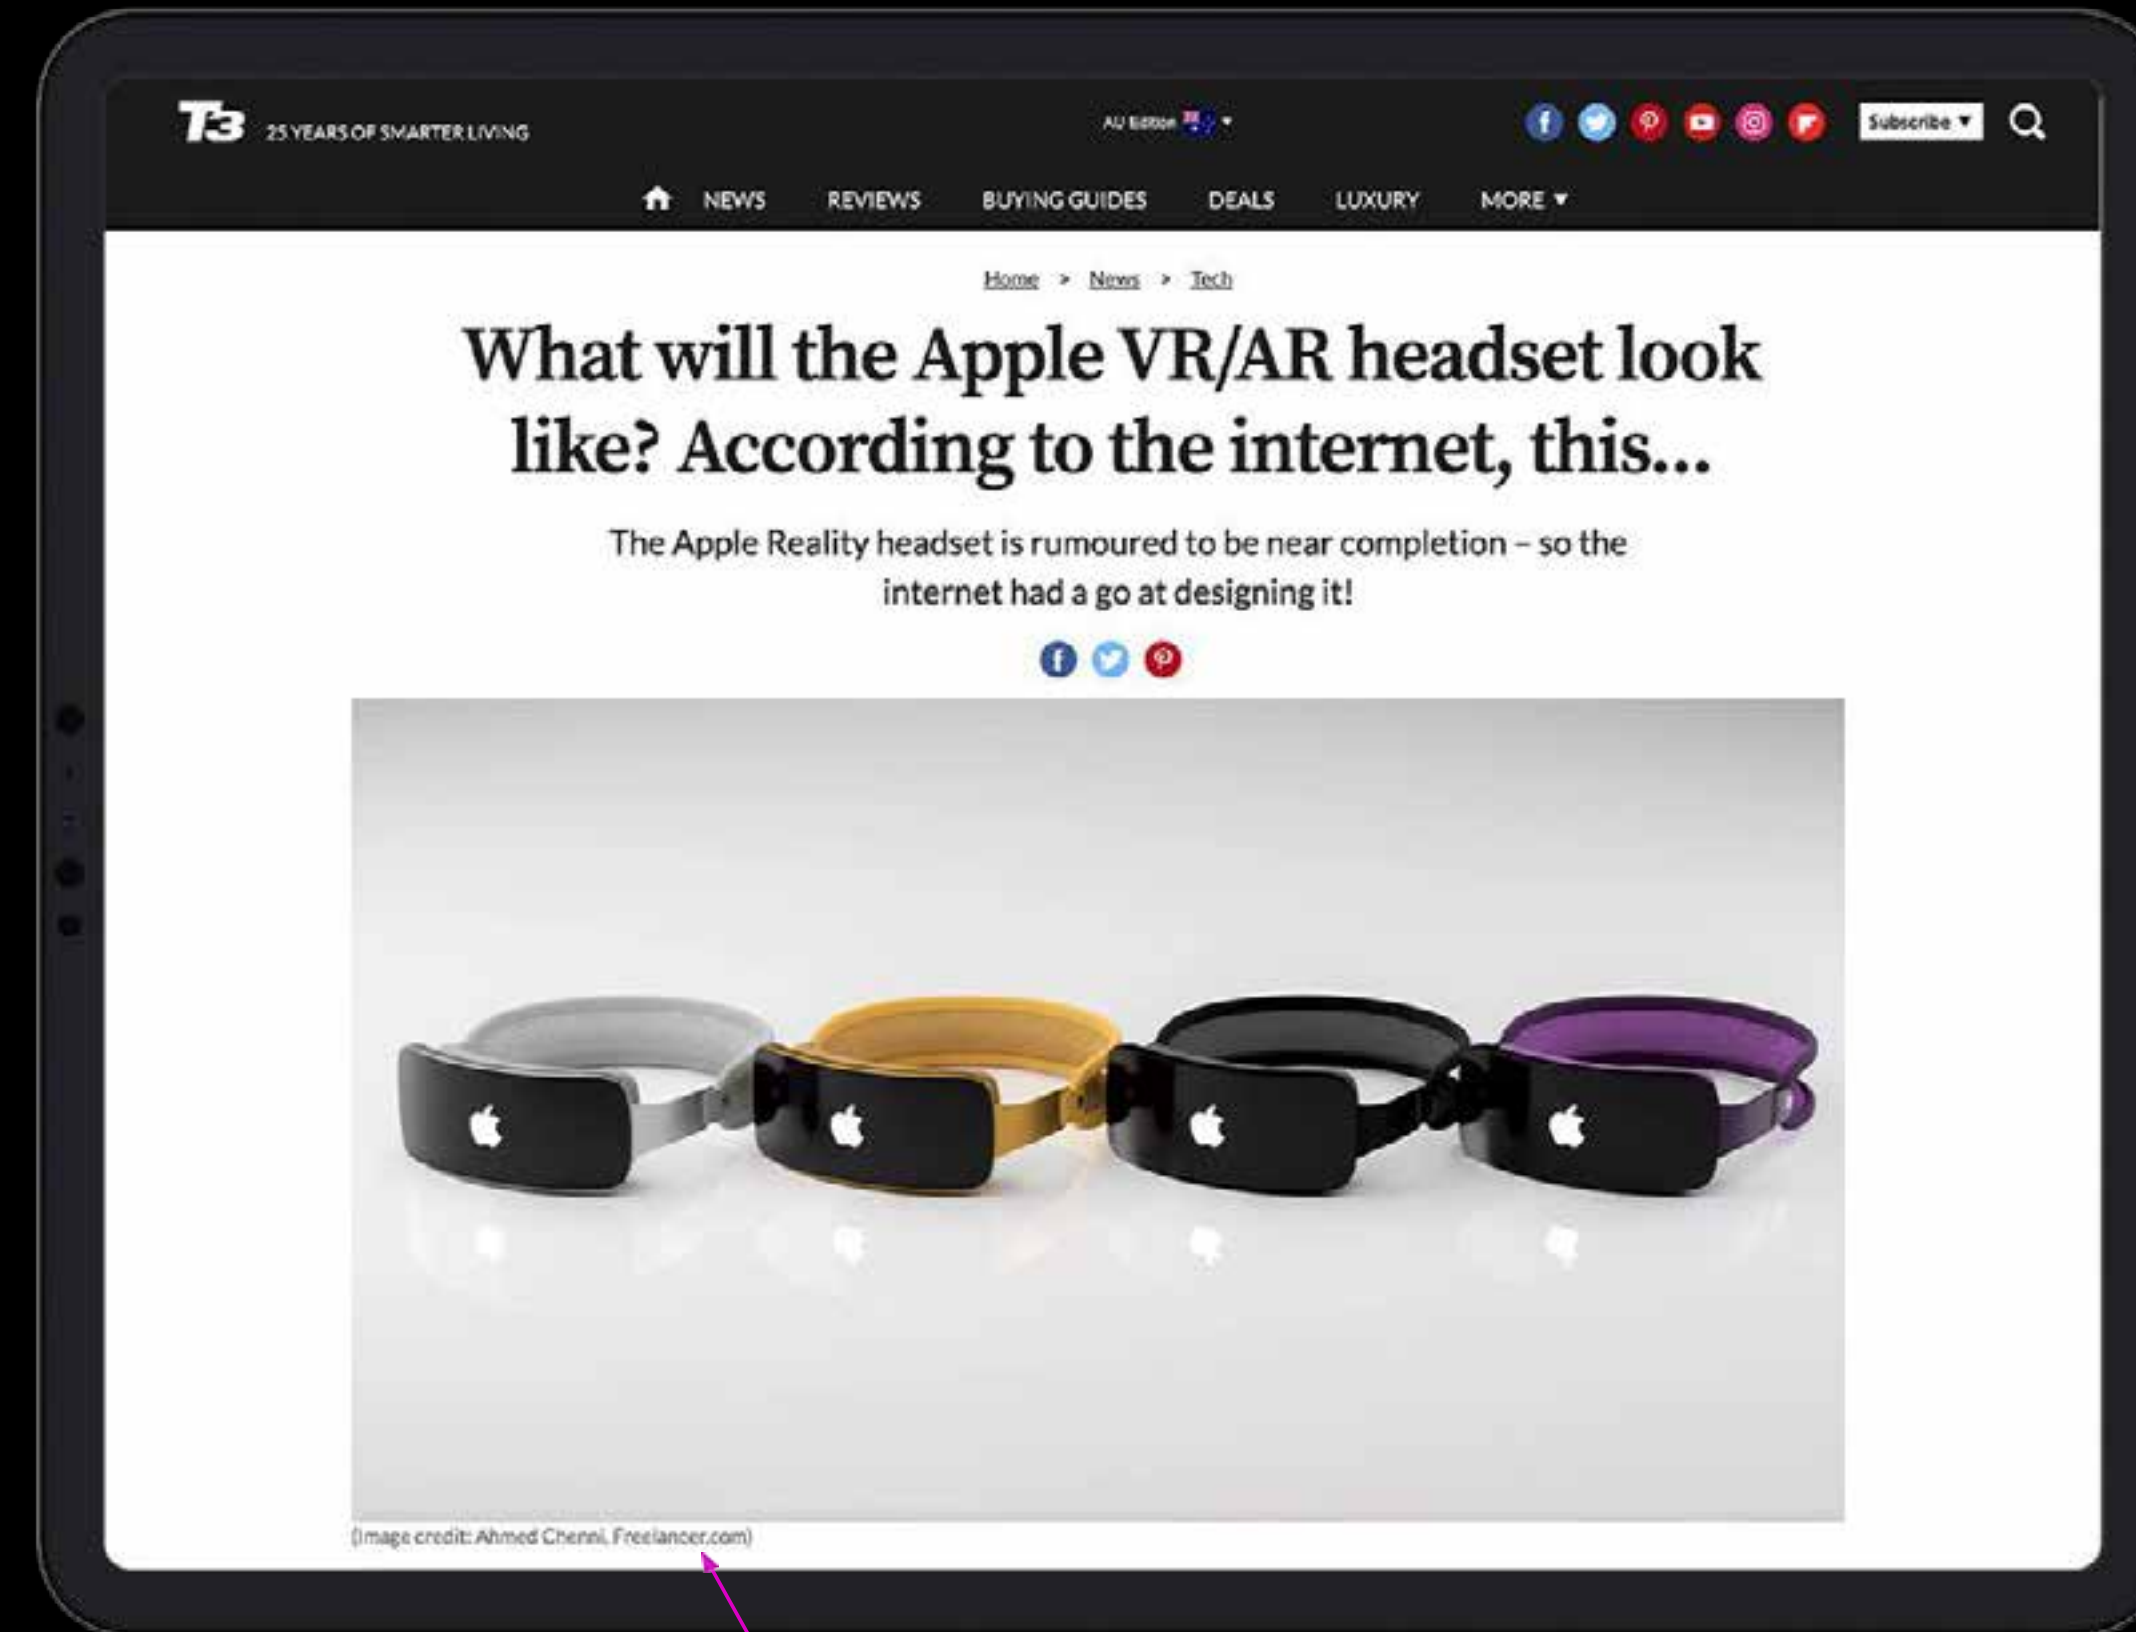 T3 25 YEARS OF SMARTER LIVING AU Edition Subscribe
NEWS REVIEWS BUYING GUIDES DEALS LUXURY MORE
Home > News > Tech
What will the Apple VR/AR headset look
like? According to the internet, this...
The Apple Reality headset is rumoured to be near completion – so the
internet had a go at designing it!
(Image credit: Ahmed Chenni, Freelancer.com)